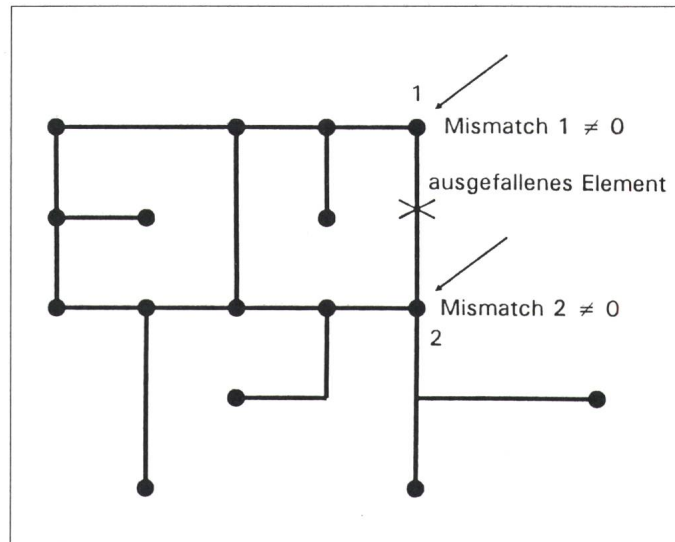 1
Mismatch 1 ≠ 0
ausgefallenes Element
Mismatch 2 ≠ 0
2